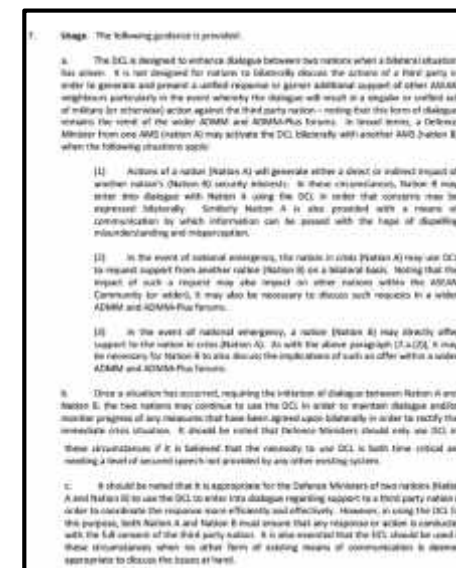 7. Usage. The following guidance is provided:
a. The DCL is designed to enhance dialogue between two nations when a bilateral situation
has arisen. It is not designed for nations to bilaterally discuss the actions of a third party in
order to generate and present a unified response or garner additional support of other ASEAN
neighbours particularly in the event whereby the dialogue will result in a singular or unified act
of military (or otherwise) action against the third party nation – noting that this form of dialogue
remains the remit of the wider ADMM and ADMM-Plus forums. In broad terms, a Defence
Minister from one AMS (nation A) may activate the DCL bilaterally with another AMS (nation B)
when the following situations apply:
(1) Actions of a nation (Nation A) will generate either a direct or indirect impact of
another nation's (Nation B) security interests. In these circumstances, Nation B may
enter into dialogue with Nation A using the DCL in order that concerns may be
expressed bilaterally. Similarly Nation A is also provided with a means of
communication by which information can be passed with the hope of dispelling
misunderstanding and misperception.
(2) In the event of national emergency, the nation in crisis (Nation A) may use DCL
to request support from another nation (Nation B) on a bilateral basis. Noting that the
impact of such a request may also impact on other nations within the ASEAN
Community (or wider), it may also be necessary to discuss such requests in a wider
ADMM and ADMM-Plus forums.
(3) In the event of national emergency, a nation (Nation B) may directly offer
support to the nation in crisis (Nation A). As with the above paragraph (7.a.(2)), it may
be necessary for Nation B to also discuss the implications of such an offer within a wider
ADMM and ADMM-Plus forums.
b. Once a situation has occurred, requiring the initiation of dialogue between Nation A and
Nation B, the two nations may continue to use the DCL in order to maintain dialogue and/or
monitor progress of any measures that have been agreed upon bilaterally in order to rectify the
immediate crisis situation. It should be noted that Defence Ministers should only use DCL in
these circumstances if it is believed that the necessity to use DCL is both time critical and
needing a level of secured speech not provided by any other existing system.
c. It should be noted that it is appropriate for the Defence Ministers of two nations (Nation
A and Nation B) to use the DCL to enter into dialogue regarding support to a third party nation in
order to coordinate the response more efficiently and effectively. However, in using the DCL for
this purpose, both Nation A and Nation B must ensure that any response or action is conducted
with the full consent of the third party nation. It is also essential that the DCL should be used in
these circumstances when no other form of existing means of communication is deemed
appropriate to discuss the issues at hand.